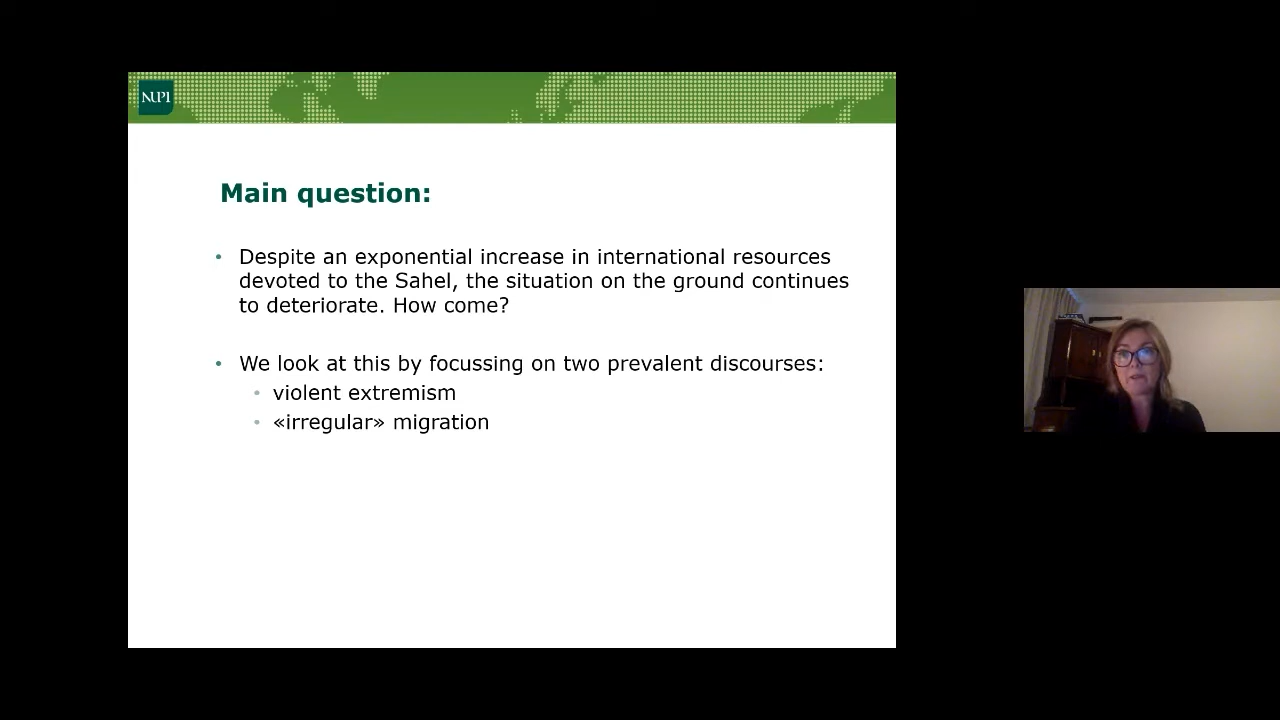 NUPI
Main question:
• Despite an exponential increase in international resources
devoted to the Sahel, the situation on the ground continues
to deteriorate. How come?
• We look at this by focussing on two prevalent discourses:
• violent extremism
• «irregular» migration